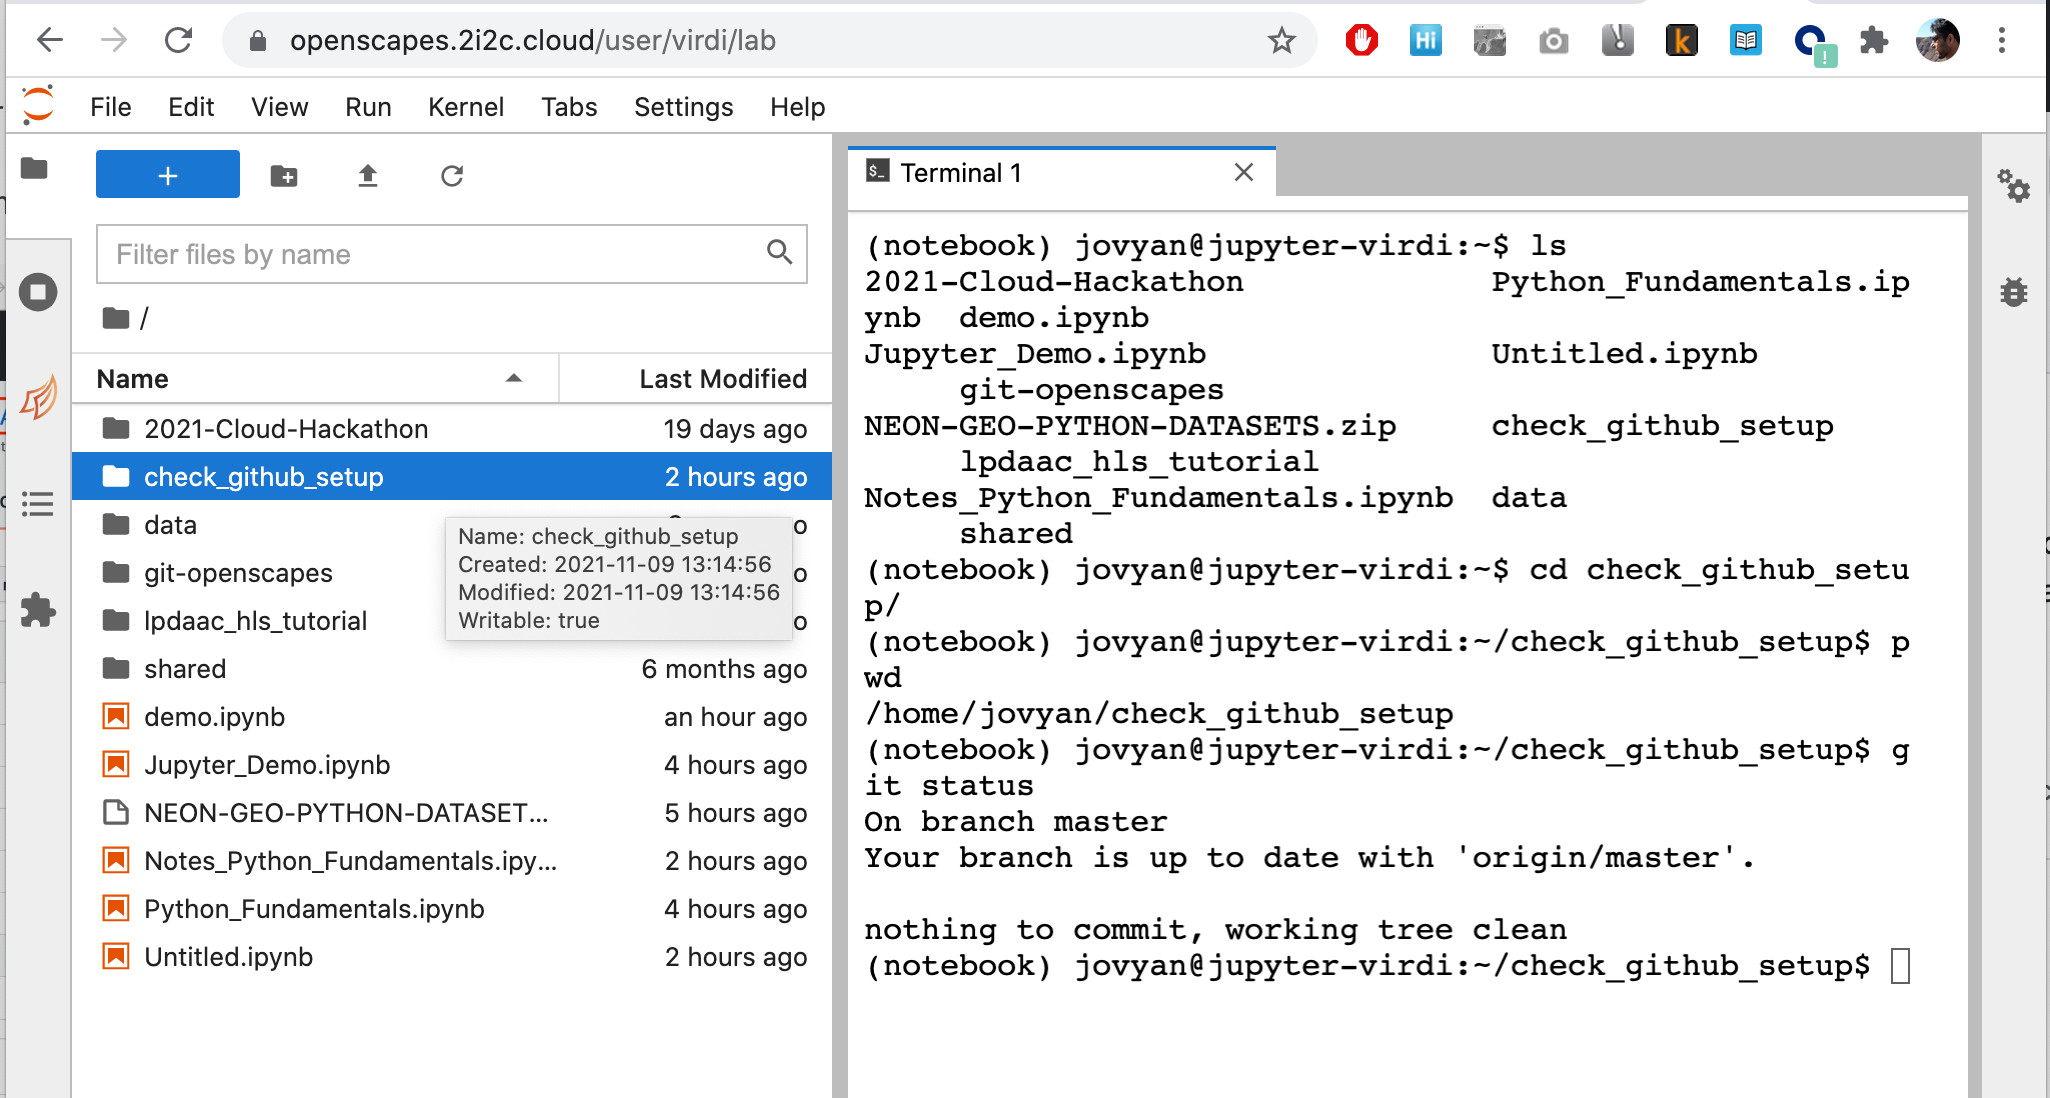 openscapes.2i2c.cloud/user/virdi/lab
Hi
k
!
File Edit View Run Kernel Tabs Settings Help
+
Filter files by name
/
Name Last Modified
2021-Cloud-Hackathon 19 days ago
check_github_setup 2 hours ago
data
git-openscapes
lpdaac_hls_tutorial
shared 6 months ago
demo.ipynb an hour ago
Jupyter_Demo.ipynb 4 hours ago
NEON-GEO-PYTHON-DATASET... 5 hours ago
Notes_Python_Fundamentals.ipy... 2 hours ago
Python_Fundamentals.ipynb 4 hours ago
Untitled.ipynb 2 hours ago
Name: check_github_setup
Created: 2021-11-09 13:14:56
Modified: 2021-11-09 13:14:56
Writable: true
$_ Terminal 1
(notebook) jovyan@jupyter-virdi:~$ ls
2021-Cloud-Hackathon Python_Fundamentals.ip
ynb demo.ipynb
Jupyter_Demo.ipynb Untitled.ipynb
git-openscapes
NEON-GEO-PYTHON-DATASETS.zip check_github_setup
lpdaac_hls_tutorial
Notes_Python_Fundamentals.ipynb data
shared
(notebook) jovyan@jupyter-virdi:~$ cd check_github_setu
p/
(notebook) jovyan@jupyter-virdi:~/check_github_setup$ p
wd
/home/jovyan/check_github_setup
(notebook) jovyan@jupyter-virdi:~/check_github_setup$ g
it status
On branch master
Your branch is up to date with 'origin/master'.
nothing to commit, working tree clean
(notebook) jovyan@jupyter-virdi:~/check_github_setup$